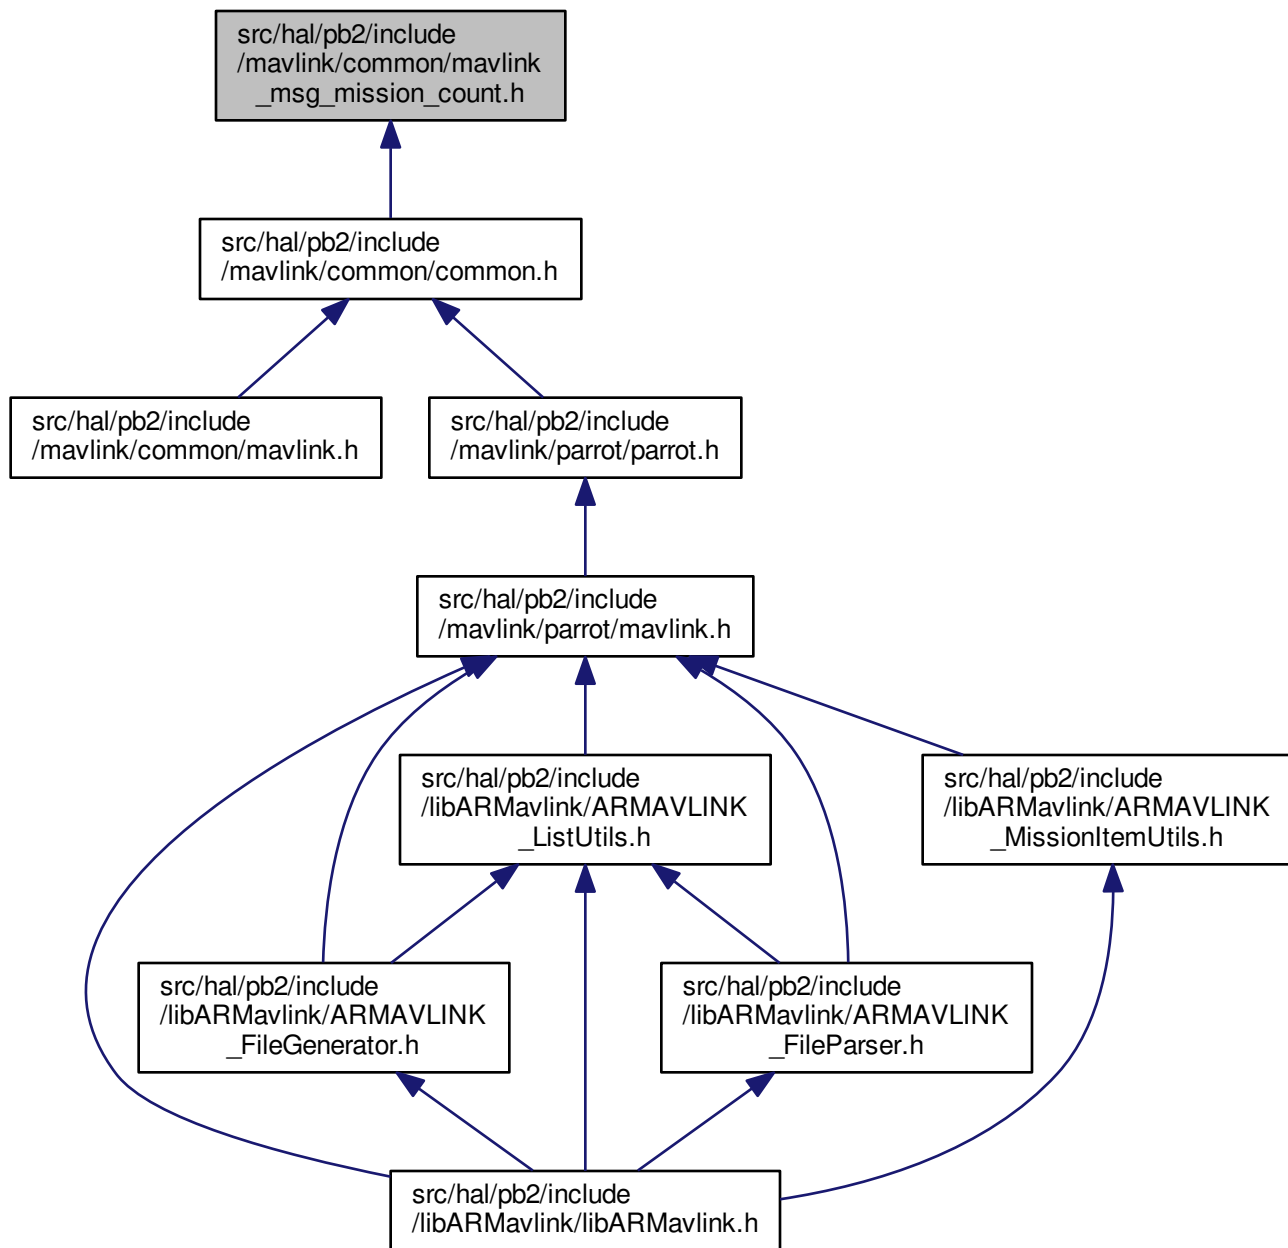 src/hal/pb2/include
/mavlink/common/mavlink
_msg_mission_count.h
src/hal/pb2/include
/mavlink/common/common.h
src/hal/pb2/include
/mavlink/common/mavlink.h
src/hal/pb2/include
/mavlink/parrot/parrot.h
src/hal/pb2/include
/mavlink/parrot/mavlink.h
src/hal/pb2/include
/libARMavlink/ARMAVLINK
_ListUtils.h
src/hal/pb2/include
/libARMavlink/ARMAVLINK
_MissionItemUtils.h
src/hal/pb2/include
/libARMavlink/ARMAVLINK
_FileGenerator.h
src/hal/pb2/include
/libARMavlink/ARMAVLINK
_FileParser.h
src/hal/pb2/include
/libARMavlink/libARMavlink.h